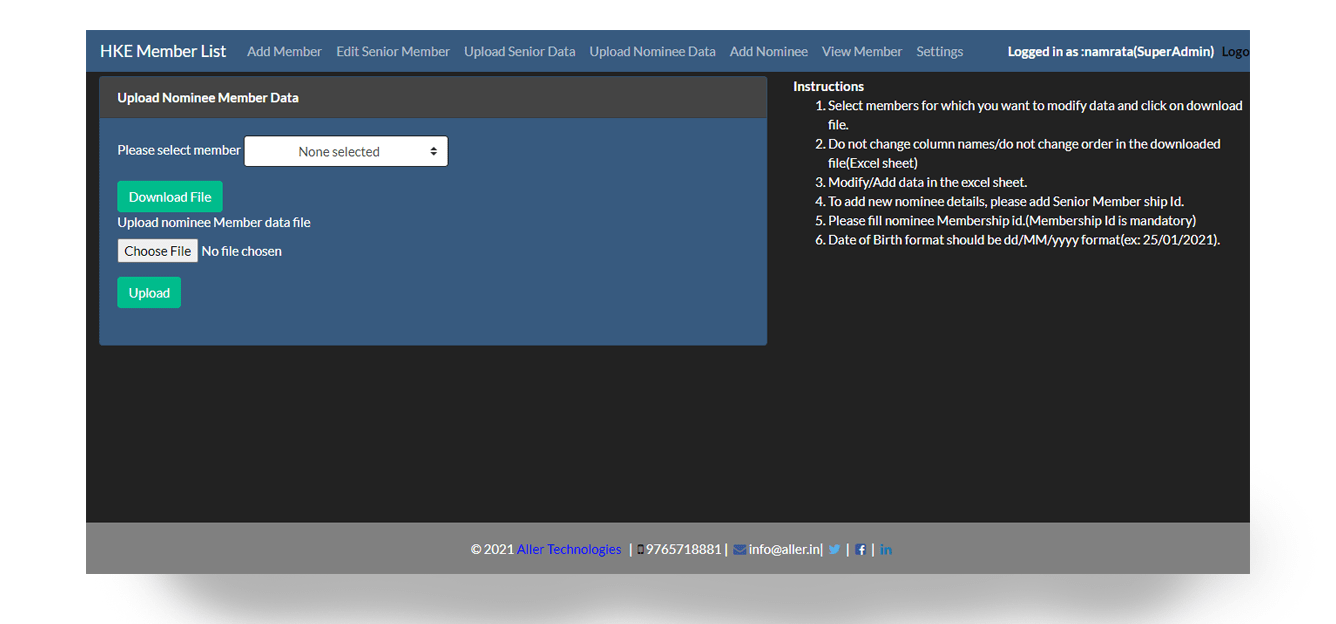 HKE Member List Add Member Edit Senior Member Upload Senior Data Upload Nominee Data Add Nominee View Member Settings Logged in as :namrata(SuperAdmin) Logo
Upload Nominee Member Data
Please select member None selected
Download File
Upload nominee Member data file
Choose File No file chosen
Upload
Instructions
1. Select members for which you want to modify data and click on download
file.
2. Do not change column names/do not change order in the downloaded
file(Excel sheet)
3. Modify/Add data in the excel sheet.
4. To add new nominee details, please add Senior Member ship Id.
5. Please fill nominee Membership id.(Membership Id is mandatory)
6. Date of Birth format should be dd/MM/yyyy format(ex: 25/01/2021).
© 2021 Aller Technologies | 9765718881 | info@aller.in| | | in